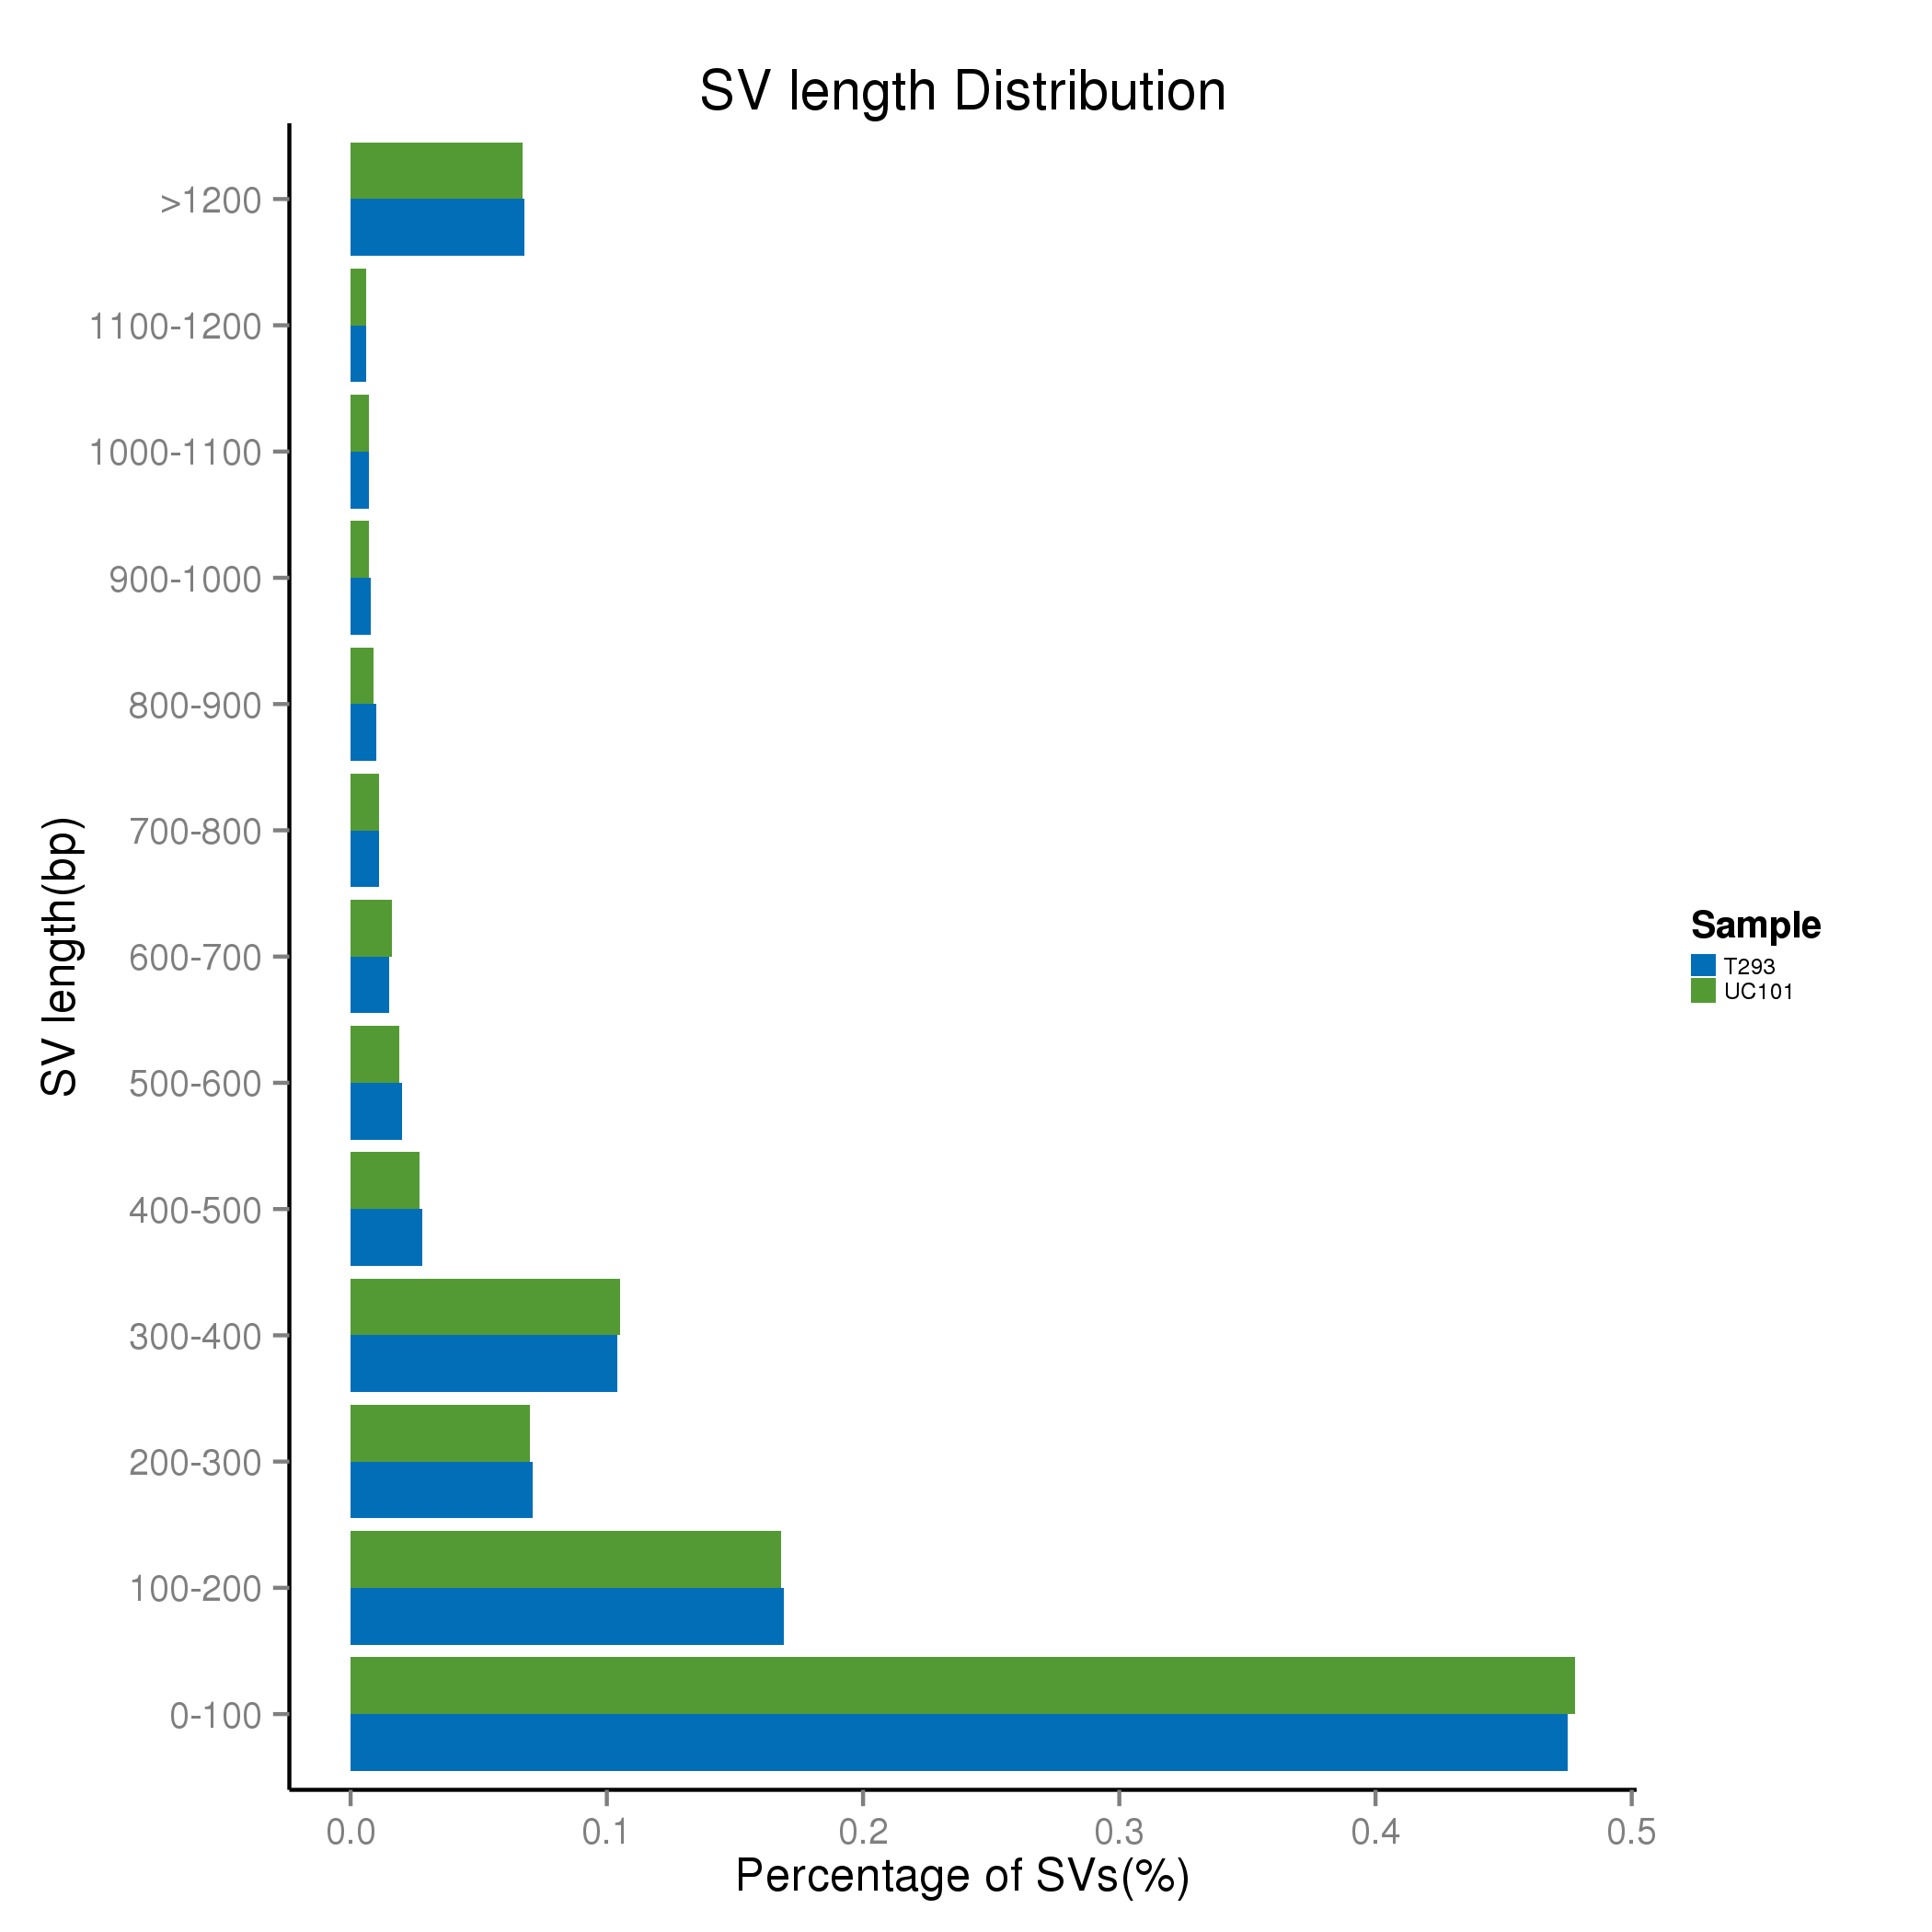 SV length Distribution
>1200
1100-1200
1000-1100
900-1000
800-900
700-800
600-700
500-600
400-500
300-400
200-300
100-200
0-100
SV length(bp)
0.0 0.1 0.2 0.3 0.4 0.5
Percentage of SVs(%)
Sample
T293
UC101